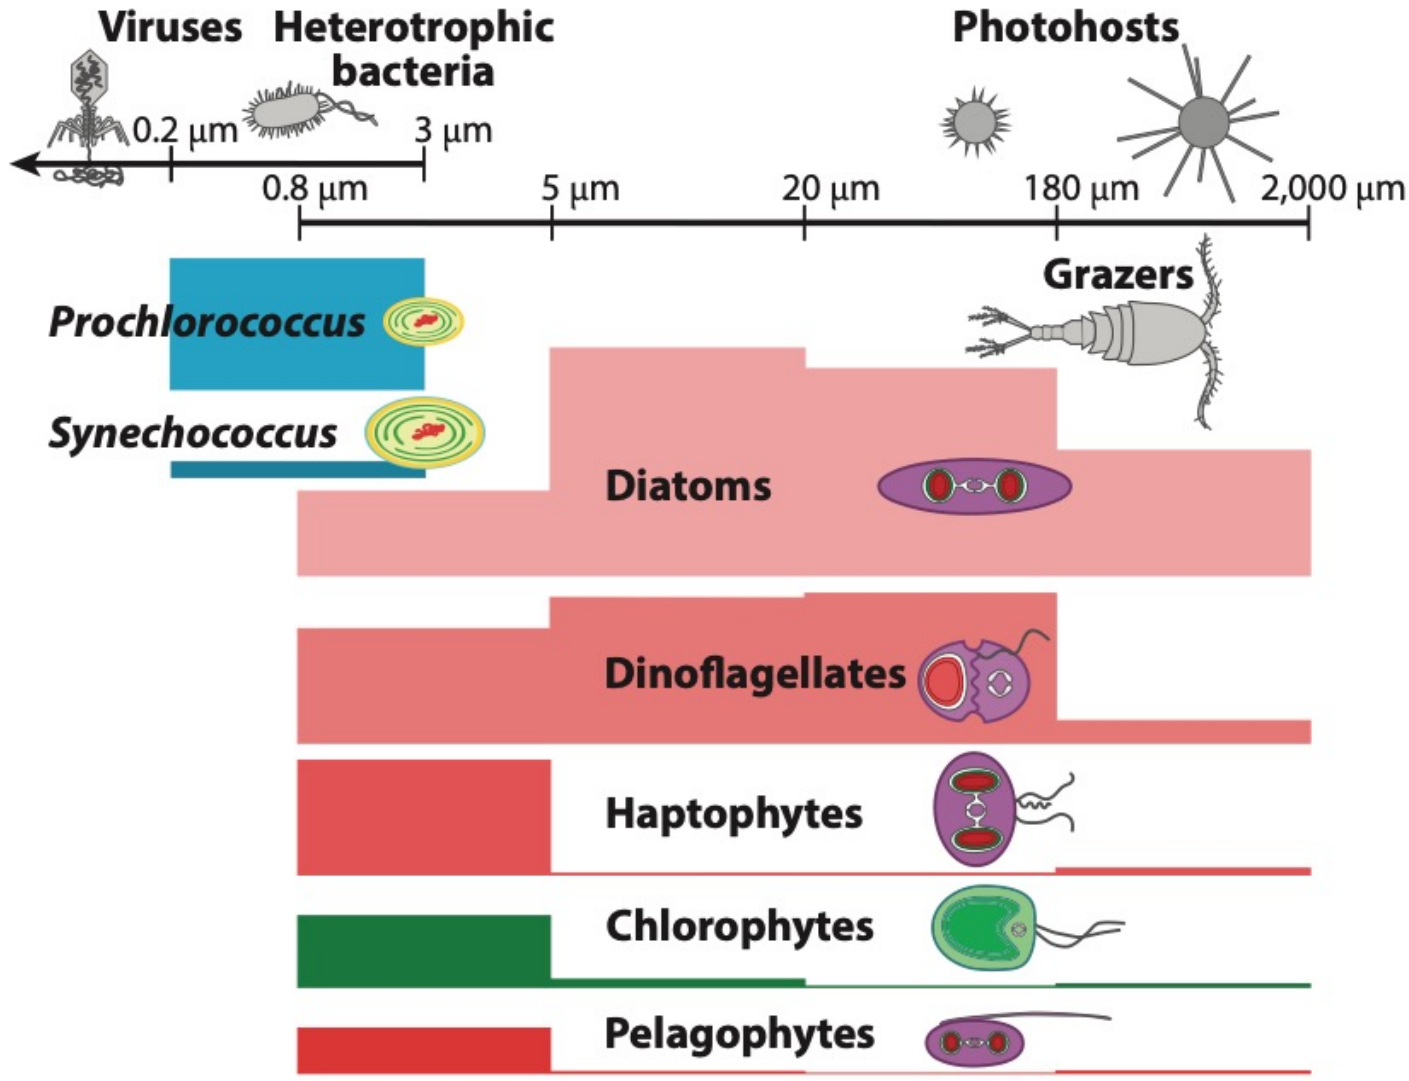 Viruses
Heterotrophic
bacteria
Photohosts
0.2 μm
3 μm
0.8 μm
5 μm
20 μm
180 μm
2,000 μm
Grazers
Prochlorococcus
Synechococcus
Diatoms
Dinoflagellates
Haptophytes
Chlorophytes
Pelagophytes